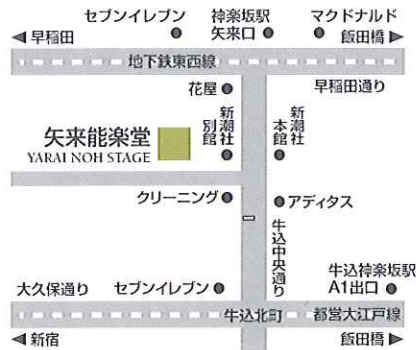 セブンイレブン
神楽坂駅
矢来口
マクドナルド
◀早稲田
飯田橋▶
地下鉄東西線
早稲田通り
花屋
新潮社
別館
新潮社
本館
矢来能楽堂
YARAI NOH STAGE
クリーニング
アディタス
牛込中央通り
牛込神楽坂駅
A1出口
大久保通り
セブンイレブン
牛込北町
都営大江戸線
◀新宿
飯田橋▶